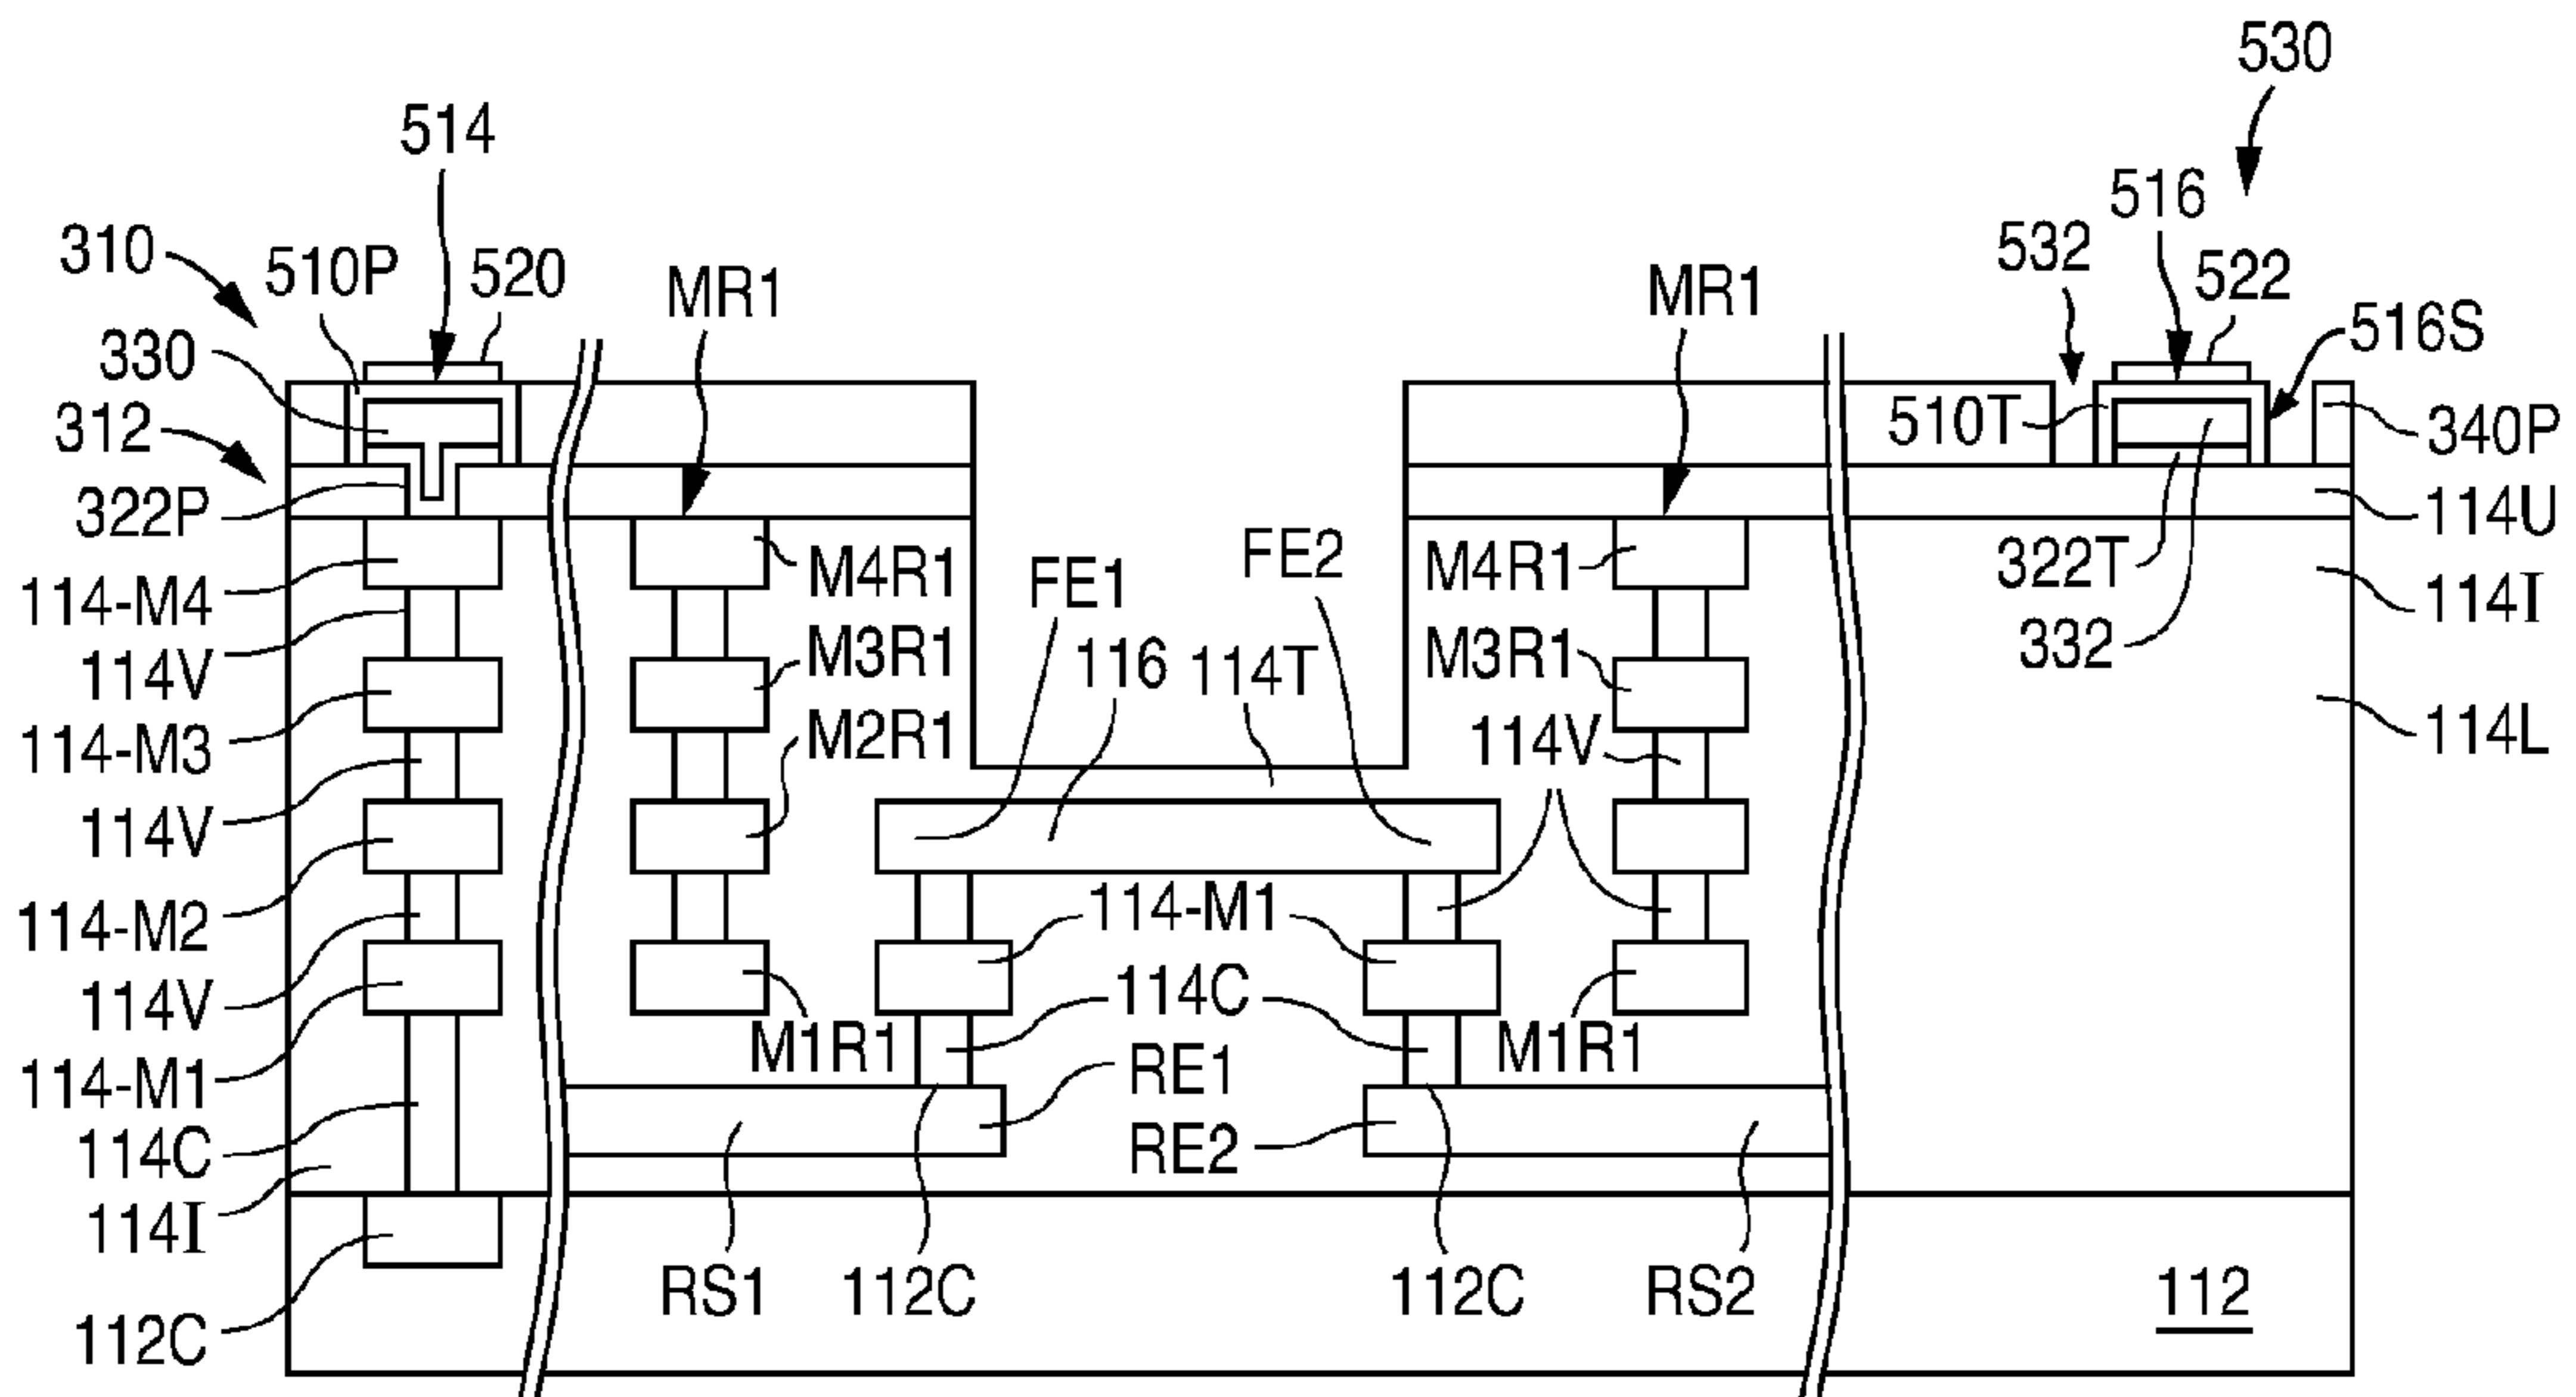 530
514
516
310
510P
520
MR1
MR1
532
522
516S
330
312
510T
340P
322P
114U
114-M4
M4R1
FE1
FE2
M4R1
322T
114I
332
114V
M3R1
116
114T
M3R1
114-M3
M2R1
114V
114L
114V
114-M2
114-M1
114V
114C
M1R1
M1R1
114-M1
RE1
114C
RE2
114I
RS1
112C
112C
RS2
112
112C